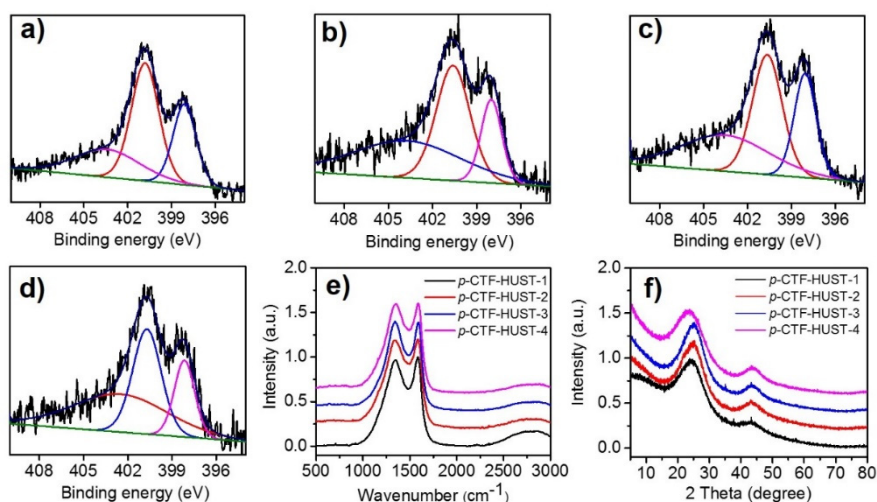 a)
408 405 402 399 396
Binding energy (eV)
b)
408 405 402 399 396
Binding energy (eV)
c)
408 405 402 399 396
Binding energy (eV)
d)
408 405 402 399 396
Binding energy (eV)
e)
Intensity (a.u.)
2.0
1.5
1.0
0.5
0.0
p-CTF-HUST-1
p-CTF-HUST-2
p-CTF-HUST-3
p-CTF-HUST-4
500 1000 1500 2000 2500 3000
Wavenumber (cm⁻¹)
f)
Intensity (a.u.)
2.0
1.5
1.0
0.5
0.0
p-CTF-HUST-1
p-CTF-HUST-2
p-CTF-HUST-3
p-CTF-HUST-4
10 20 30 40 50 60 70 80
2 Theta (degree)